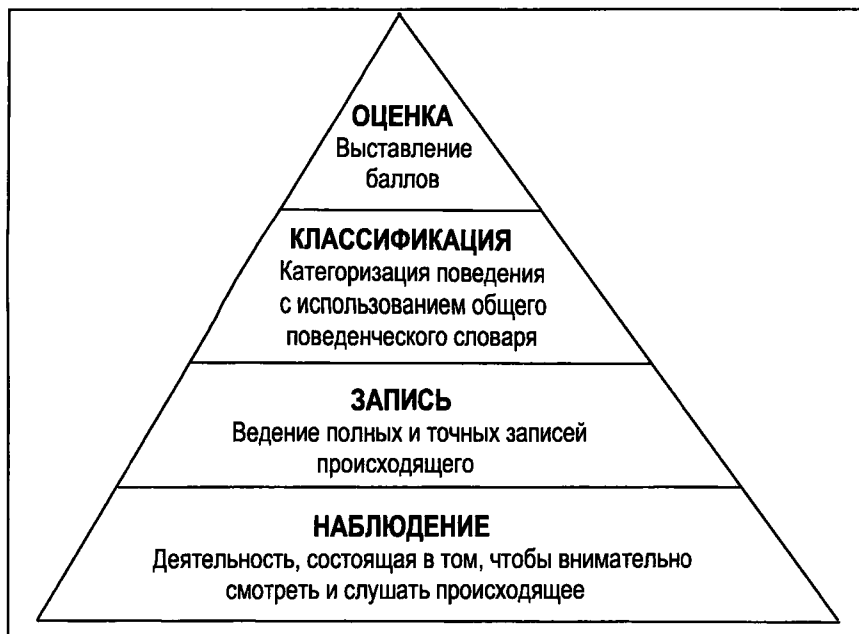 ОЦЕНКА
Выставление
баллов
КЛАССИФИКАЦИЯ
Категоризация поведения
с использованием общего
поведенческого словаря
ЗАПИСЬ
Ведение полных и точных записей
происходящего
НАБЛЮДЕНИЕ
Деятельность, состоящая в том, чтобы внимательно
смотреть и слушать происходящее